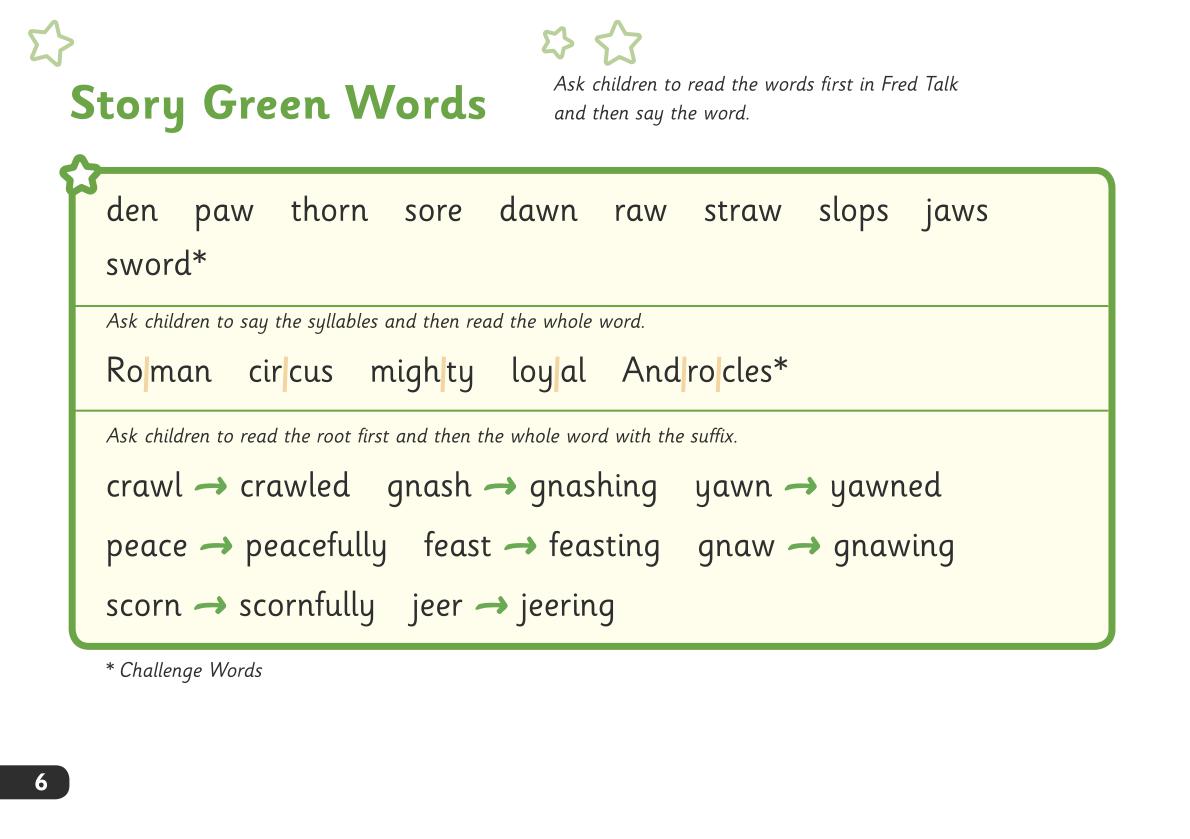 Story Green Words
Ask children to read the words first in Fred Talk
and then say the word.
den paw thorn sore dawn raw straw slops jaws
sword*
Ask children to say the syllables and then read the whole word.
Ro|man cir|cus migh|ty loy|al And|ro|cles*
Ask children to read the root first and then the whole word with the suffix.
crawl → crawled gnash → gnashing yawn → yawned
peace → peacefully feast → feasting gnaw → gnawing
scorn → scornfully jeer → jeering
* Challenge Words
6